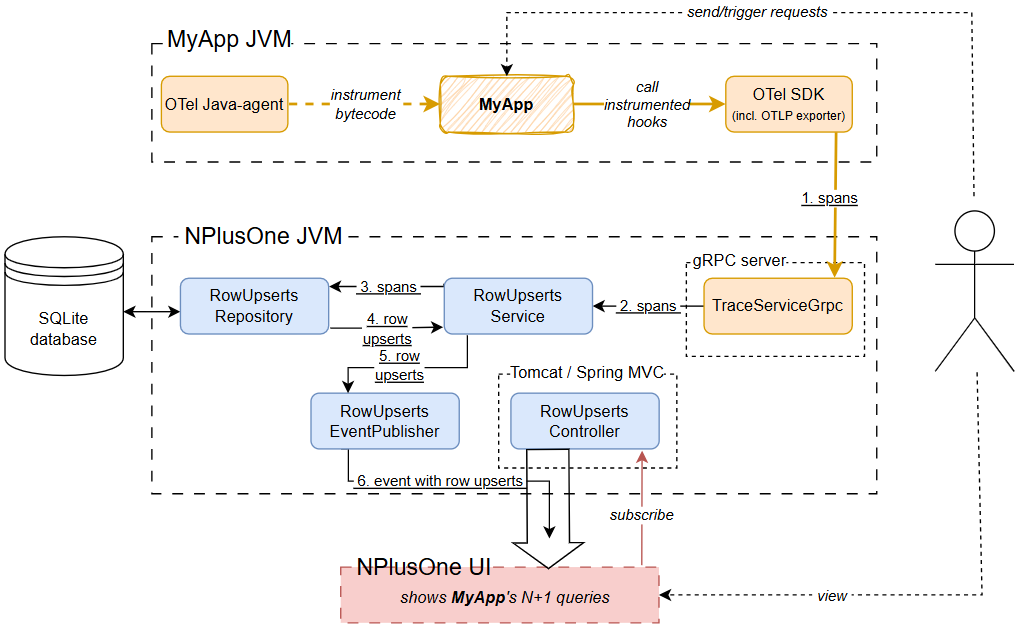 send/trigger requests
MyApp JVM
OTel Java-agent
instrument
bytecode
MyApp
call
instrumented
hooks
OTel SDK
(incl. OTLP exporter)
1. spans
NPlusOne JVM
gRPC server
TraceServiceGrpc
2. spans
RowUpserts
Service
3. spans
RowUpserts
Repository
SQLite
database
4. row
upserts
5. row
upserts
RowUpserts
EventPublisher
Tomcat / Spring MVC
RowUpserts
Controller
6. event with row upserts
subscribe
NPlusOne UI
shows MyApp's N+1 queries
view